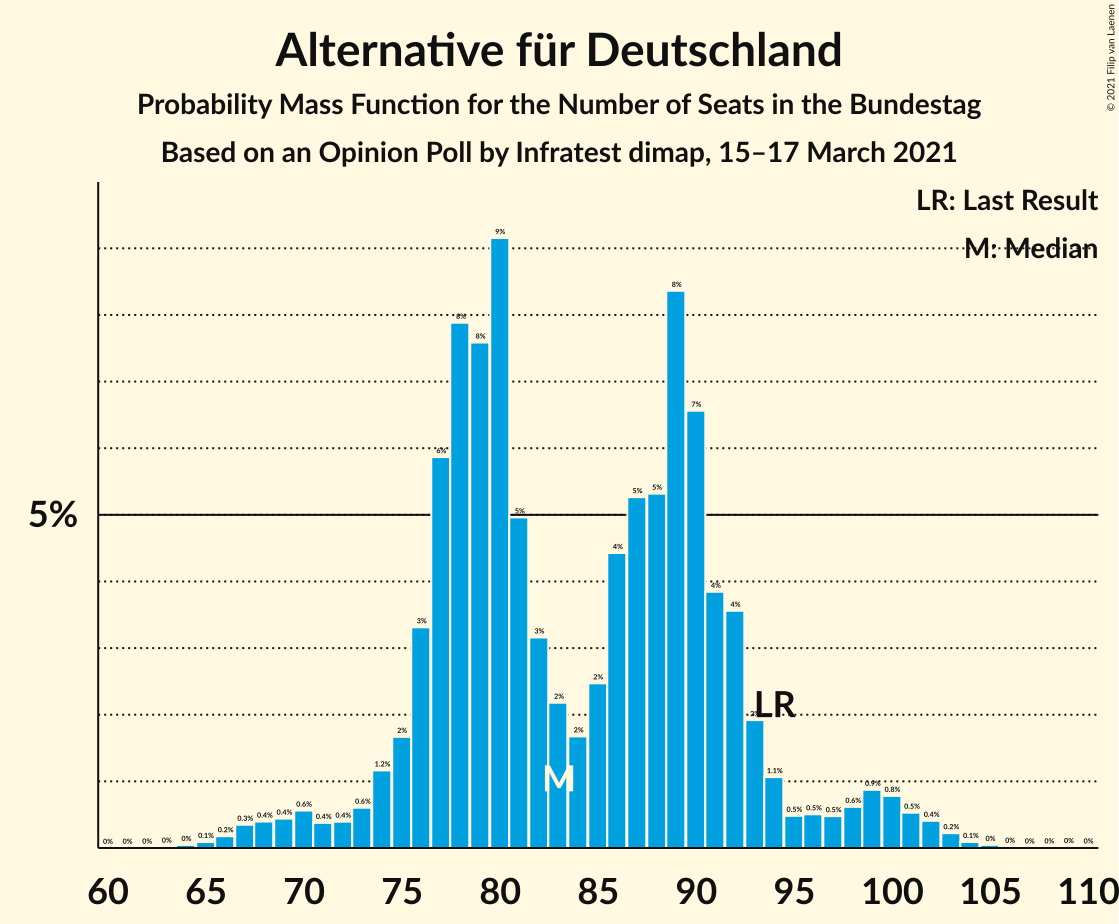 Alternative für Deutschland
Probability Mass Function for the Number of Seats in the Bundestag
Based on an Opinion Poll by Infratest dimap, 15–17 March 2021
© 2021 Filip van Laenen
LR: Last Result
M: Median
5%
0% 0% 0% 0% 0% 0.1% 0.2% 0.3% 0.4% 0.4% 0.6% 0.4% 0.4% 0.6% 1.2% 2% 3% 6% 8% 8% 9% 5% 3% 2% 2% 2% 4% 5% 5% 8% 7% 4% 4% 2% 1.1% 0.5% 0.5% 0.5% 0.6% 0.9% 0.8% 0.5% 0.4% 0.2% 0.1% 0% 0% 0% 0% 0% 0%
LR
M
60 65 70 75 80 85 90 95 100 105 110